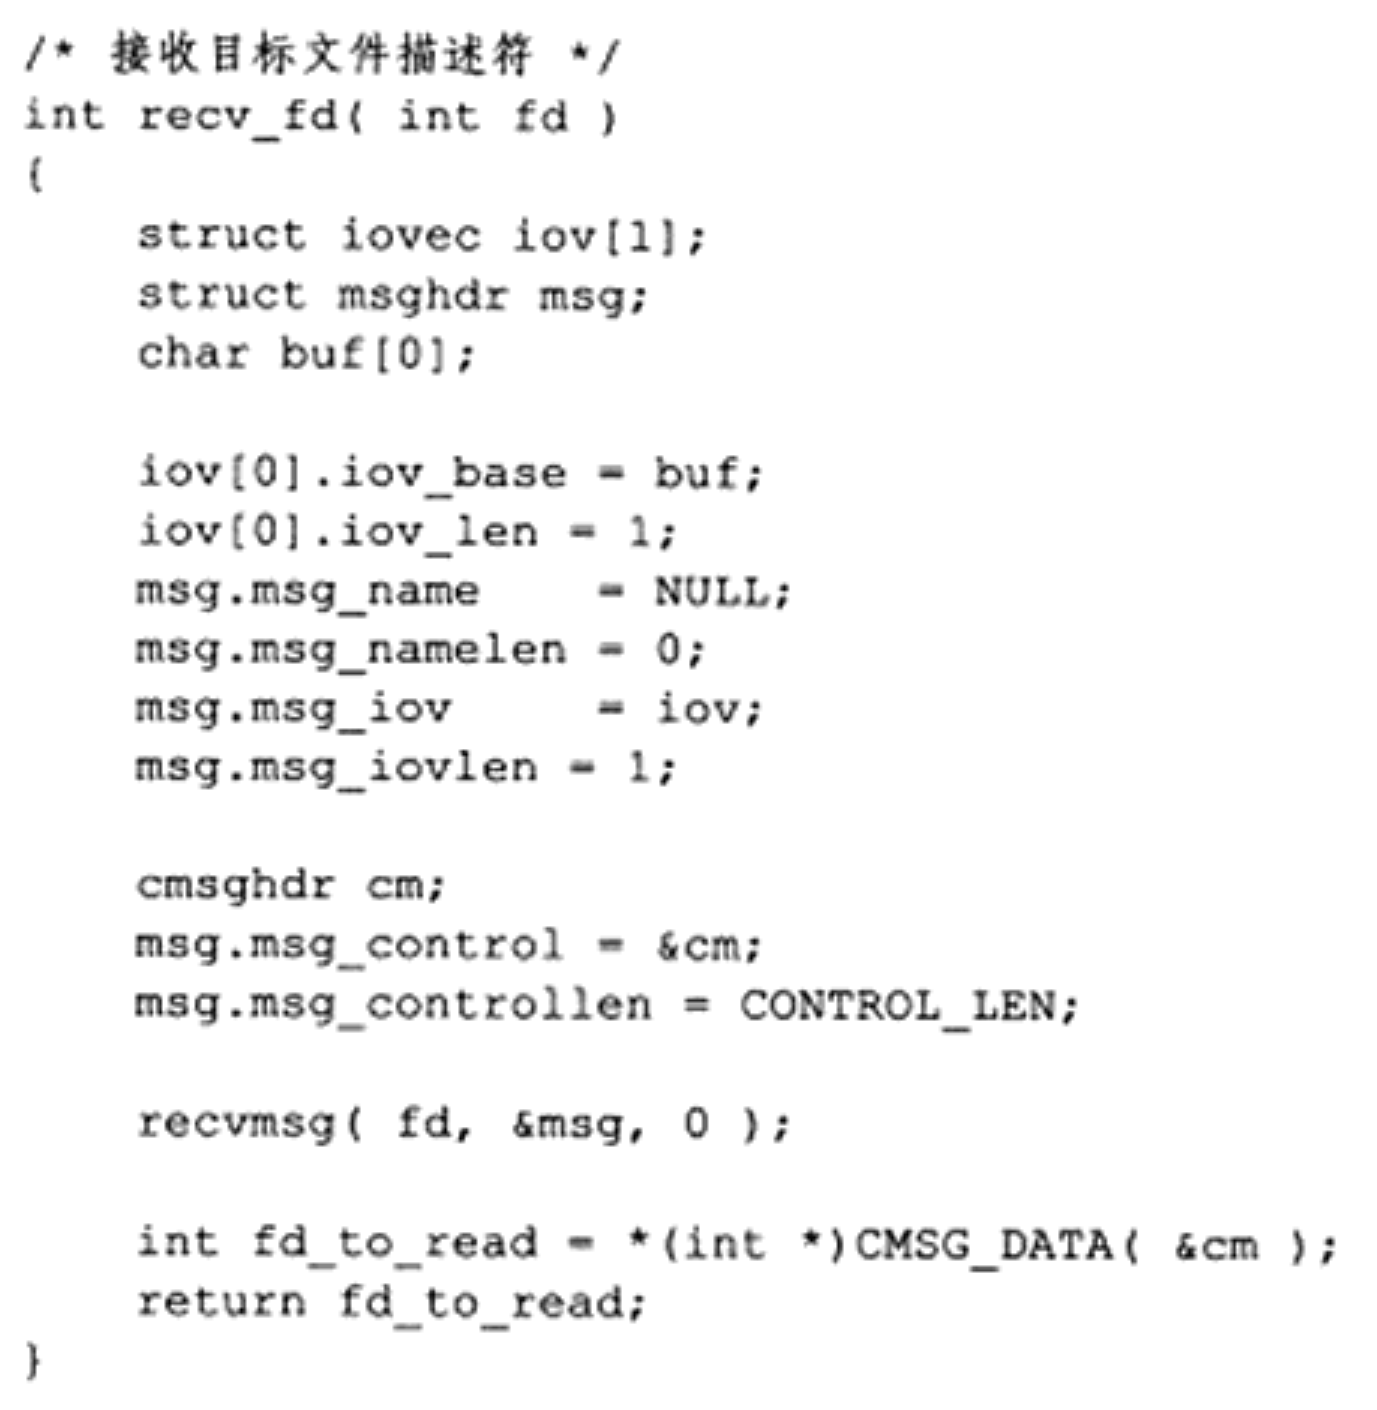 /* 接收目标文件描述符 */
int recv_fd( int fd )
{
    struct iovec iov[1];
    struct msghdr msg;
    char buf[0];

    iov[0].iov_base = buf;
    iov[0].iov_len = 1;
    msg.msg_name    = NULL;
    msg.msg_namelen = 0;
    msg.msg_iov     = iov;
    msg.msg_iovlen = 1;

    cmsghdr cm;
    msg.msg_control = &cm;
    msg.msg_controllen = CONTROL_LEN;

    recvmsg( fd, &msg, 0 );

    int fd_to_read = *(int *)CMSG_DATA( &cm );
    return fd_to_read;
}